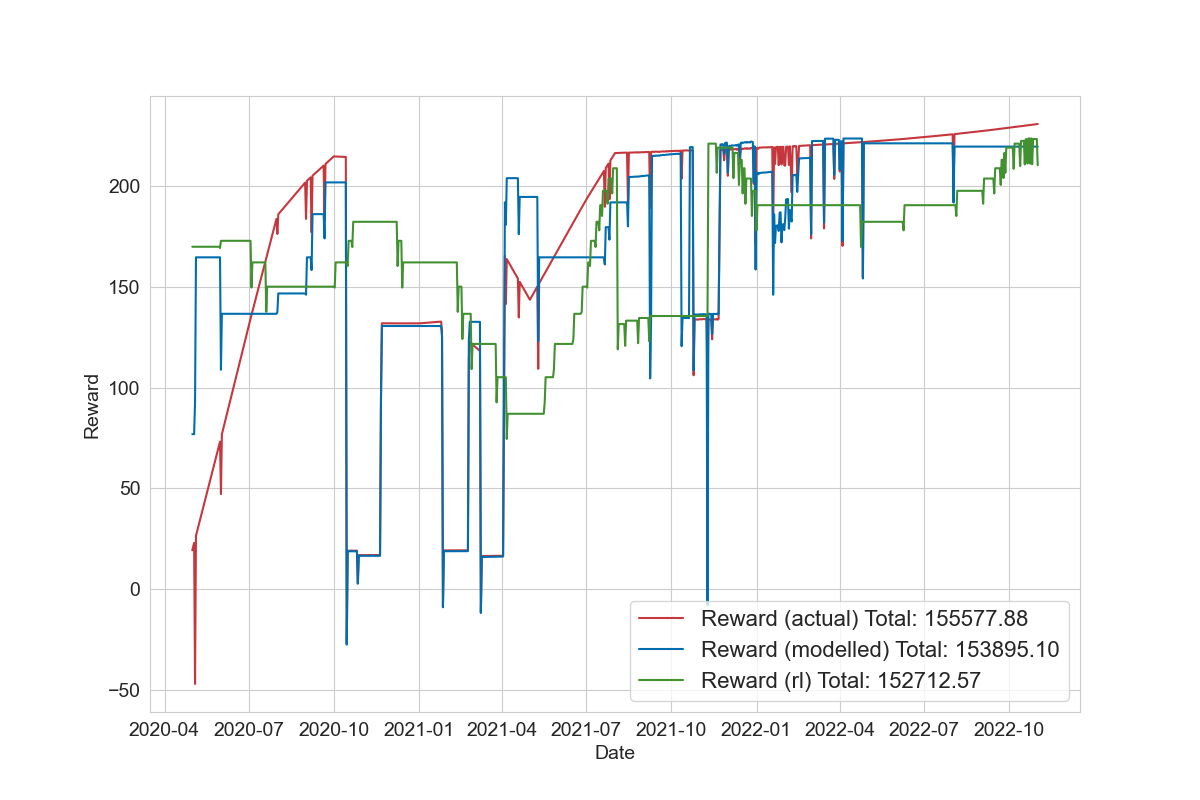 Reward
200
150
100
50
0
−50
2020-04 2020-07 2020-10 2021-01 2021-04 2021-07 2021-10 2022-01 2022-04 2022-07 2022-10
Date
Reward (actual) Total: 155577.88
Reward (modelled) Total: 153895.10
Reward (rl) Total: 152712.57